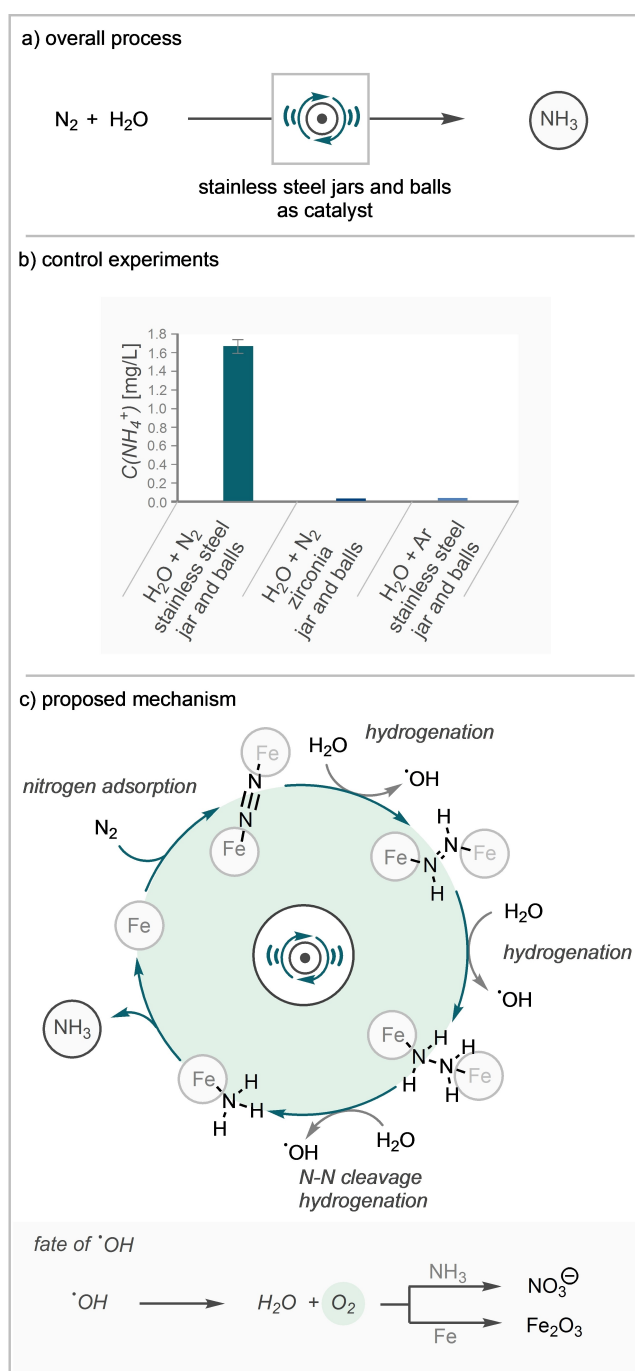 a) overall process
N₂ + H₂O
NH₃
stainless steel jars and balls
as catalyst
b) control experiments
C(NH₄⁺) [mg/L]
1.8
1.6
1.4
1.2
1.0
0.8
0.6
0.4
0.2
0.0
H₂O + N₂
stainless steel
jar and balls
H₂O + N₂
zirconia
jar and balls
H₂O + Ar
stainless steel
jar and balls
c) proposed mechanism
nitrogen adsorption
N₂
Fe
N
N
Fe
H₂O
hydrogenation
•OH
H
Fe
N
N
Fe
H
H₂O
hydrogenation
•OH
Fe
H
H
N
N
Fe
H
H
H₂O
•OH
N-N cleavage
hydrogenation
Fe
H
N
H
H
NH₃
Fe
fate of •OH
•OH
H₂O + O₂
NH₃
NO₃⊖
Fe
Fe₂O₃